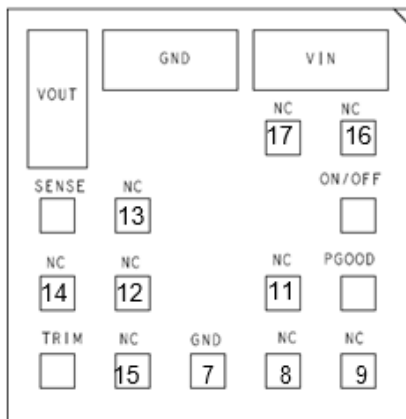 GND
VIN
VOUT
NC NC
17 16
SENSE NC ON/OFF
13
NC NC NC PGOOD
14 12 11
TRIM NC GND NC NC
15 7 8 9